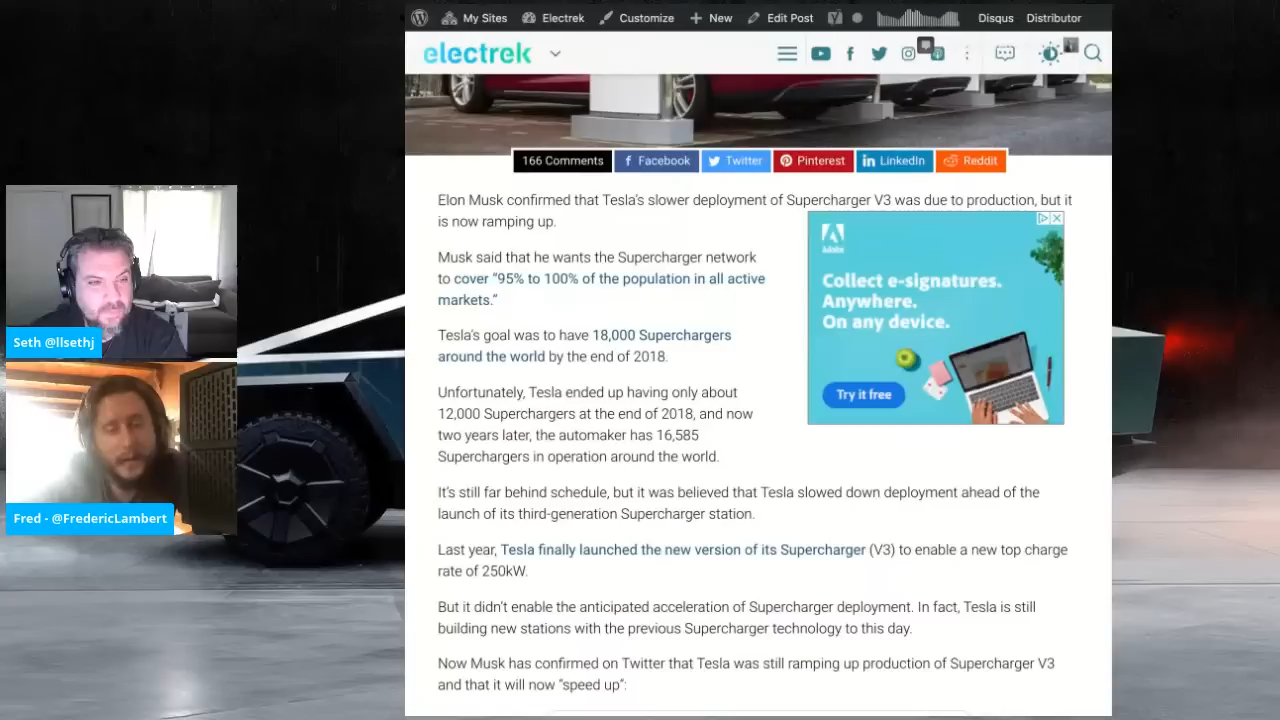 My Sites
Electrek
Customize
New
Edit Post
Disqus
Distributor
electrek
166 Comments
Facebook
Twitter
Pinterest
LinkedIn
Reddit
Elon Musk confirmed that Tesla's slower deployment of Supercharger V3 was due to production, but it
is now ramping up.
Musk said that he wants the Supercharger network
to cover "95% to 100% of the population in all active
markets."
Tesla's goal was to have 18,000 Superchargers
around the world by the end of 2018.
Unfortunately, Tesla ended up having only about
12,000 Superchargers at the end of 2018, and now
two years later, the automaker has 16,585
Superchargers in operation around the world.
Adobe
Collect e-signatures.
Anywhere.
On any device.
Try it free
It's still far behind schedule, but it was believed that Tesla slowed down deployment ahead of the
launch of its third-generation Supercharger station.
Last year, Tesla finally launched the new version of its Supercharger (V3) to enable a new top charge
rate of 250kW.
But it didn't enable the anticipated acceleration of Supercharger deployment. In fact, Tesla is still
building new stations with the previous Supercharger technology to this day.
Now Musk has confirmed on Twitter that Tesla was still ramping up production of Supercharger V3
and that it will now "speed up":
Seth @llsethj
Fred - @FredericLambert